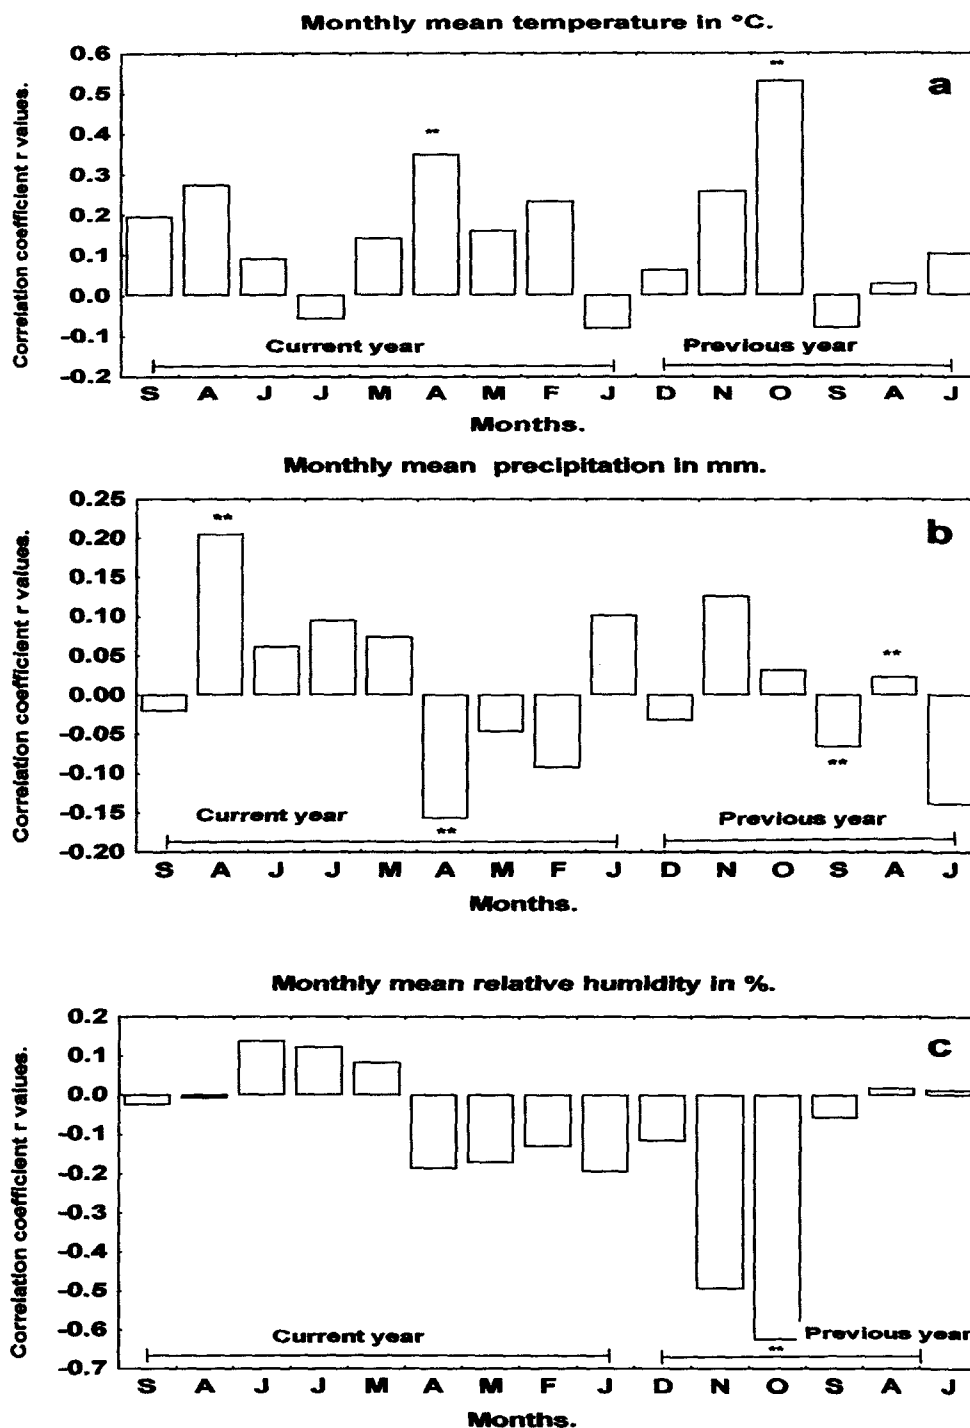 Monthly mean temperature in °C.
Correlation coefficient r values.
0.6
0.5
0.4
0.3
0.2
0.1
0.0
-0.1
-0.2
**
**
a
Current year
Previous year
S A J J M A M F J D N O S A J
Months.
Monthly mean precipitation in mm.
Correlation coefficient r values.
0.25
0.20
0.15
0.10
0.05
0.00
-0.05
-0.10
-0.15
-0.20
**
b
**
**
**
Current year
Previous year
S A J J M A M F J D N O S A J
Months.
Monthly mean relative humidity in %.
Correlation coefficient r values.
0.2
0.1
0.0
-0.1
-0.2
-0.3
-0.4
-0.5
-0.6
-0.7
c
Current year
Previous year
**
S A J J M A M F J D N O S A J
Months.